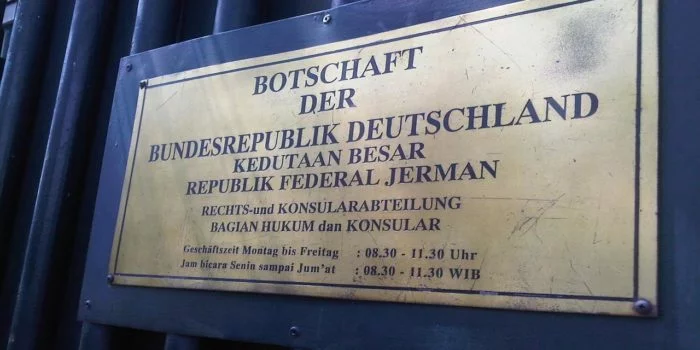 BOTSCHAFT
DER
BUNDESREPUBLIK DEUTSCHLAND
KEDUTAAN BESAR
REPUBLIK FEDERAL JERMAN
RECHTS-und KONSULARABTEILUNG
BAGIAN HUKUM dan KONSULAR
Geschäftszeit Montag bis Freitag : 08.30 - 11.30 Uhr
Jam bicara Senin sampai Jum'at : 08.30 - 11.30 WIB